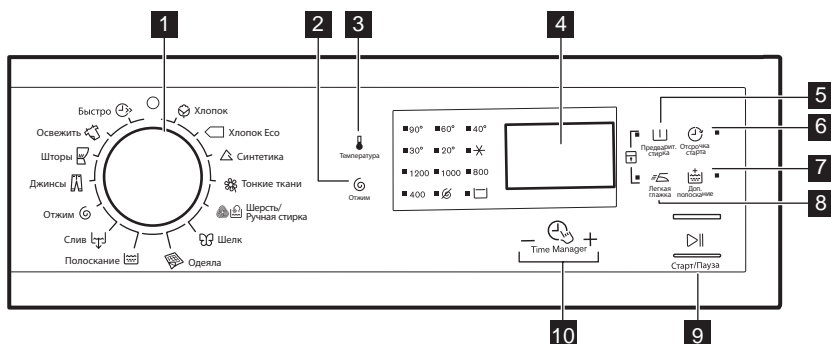 1
2
3
4
5
6
7
8
9
10
Быстро
Освежить
Шторы
Джинсы
Отжим
Слив
Полоскание
Хлопок
Хлопок Eco
Синтетика
Тонкие ткани
Шерсть/
Ручная стирка
Шелк
Одеяла
Температура
Отжим
90° 60° 40°
30° 20°
1200 1000 800
400
Time Manager
Предварит.
стирка
Отсрочка
старта
Легкая
глажка
Доп.
полоскание
Старт/Пауза